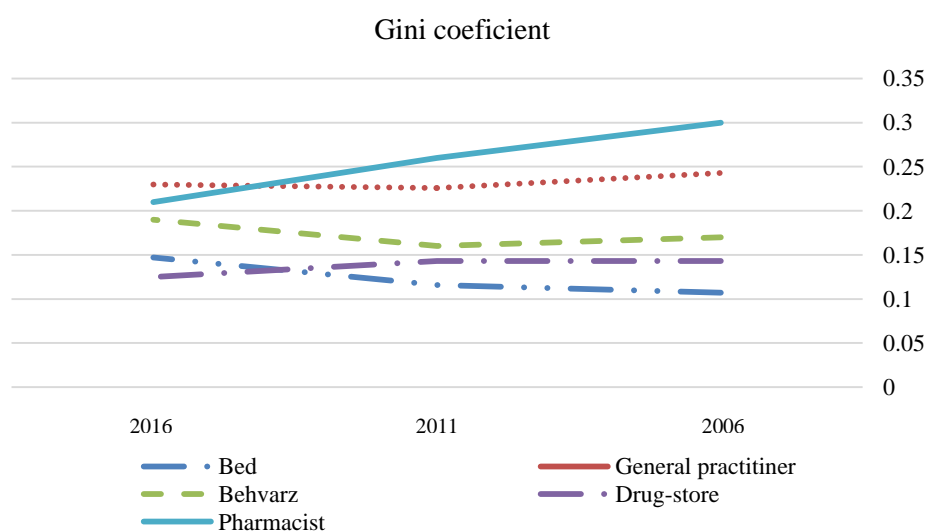 Gini coeficient
0.35
0.3
0.25
0.2
0.15
0.1
0.05
0
2016 2011 2006
Bed General practitiner
Behvarz Drug-store
Pharmacist